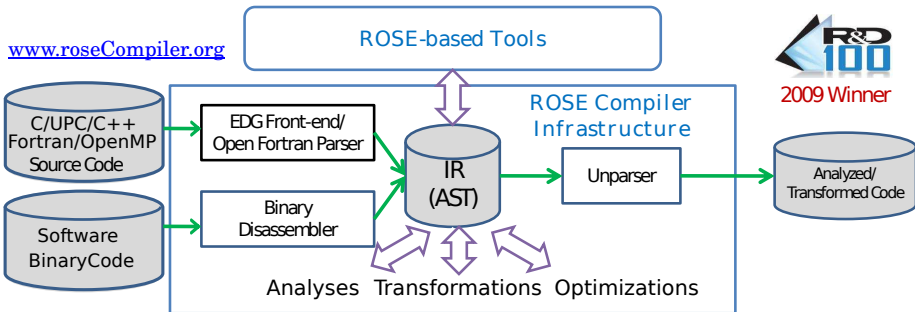 www.roseCompiler.org
ROSE-based Tools
R&D
100
2009 Winner
C/UPC/C++
Fortran/OpenMP
Source Code
EDG Front-end/
Open Fortran Parser
ROSE Compiler
Infrastructure
IR
(AST)
Unparser
Analyzed/
Transformed Code
Software
BinaryCode
Binary
Disassembler
Analyses Transformations Optimizations